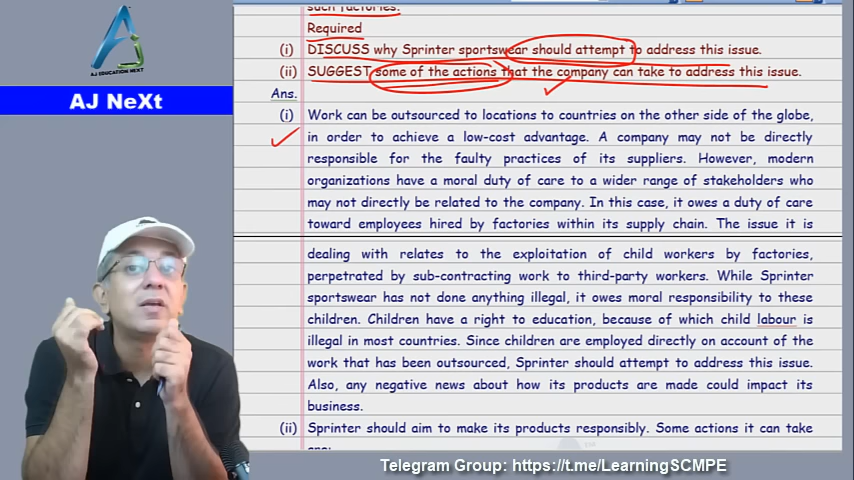 such factories.
Required
(i) DISCUSS why Sprinter sportswear should attempt to address this issue.
(ii) SUGGEST some of the actions that the company can take to address this issue.
Ans.
(i) Work can be outsourced to locations to countries on the other side of the globe,
in order to achieve a low-cost advantage. A company may not be directly
responsible for the faulty practices of its suppliers. However, modern
organizations have a moral duty of care to a wider range of stakeholders who
may not directly be related to the company. In this case, it owes a duty of care
toward employees hired by factories within its supply chain. The issue it is
dealing with relates to the exploitation of child workers by factories,
perpetrated by sub-contracting work to third-party workers. While Sprinter
sportswear has not done anything illegal, it owes moral responsibility to these
children. Children have a right to education, because of which child labour is
illegal in most countries. Since children are employed directly on account of the
work that has been outsourced, Sprinter should attempt to address this issue.
Also, any negative news about how its products are made could impact its
business.
(ii) Sprinter should aim to make its products responsibly. Some actions it can take
AJ EDUCATION NEXT
AJ NeXt
Telegram Group: https://t.me/LearningSCMPE